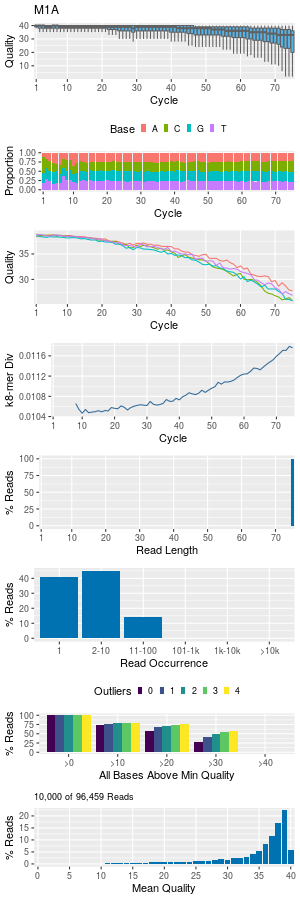 M1A
Quality
40
30
20
10
1 10 20 30 40 50 60 70
Cycle
Base A C G T
Proportion
1.00
0.75
0.50
0.25
0.00
1 10 20 30 40 50 60 70
Cycle
Quality
35
30
1 10 20 30 40 50 60 70
Cycle
k8-mer Div
0.0116
0.0112
0.0108
0.0104
1 10 20 30 40 50 60 70
Cycle
% Reads
100
75
50
25
0
1 10 20 30 40 50 60 70
Read Length
% Reads
40
30
20
10
0
1 2-10 11-100 101-1k 1k-10k >10k
Read Occurrence
Outliers 0 1 2 3 4
% Reads
100
75
50
25
0
>0 >10 >20 >30 >40
All Bases Above Min Quality
10,000 of 96,459 Reads
% Reads
20
15
10
5
0
0 5 10 15 20 25 30 35 40
Mean Quality